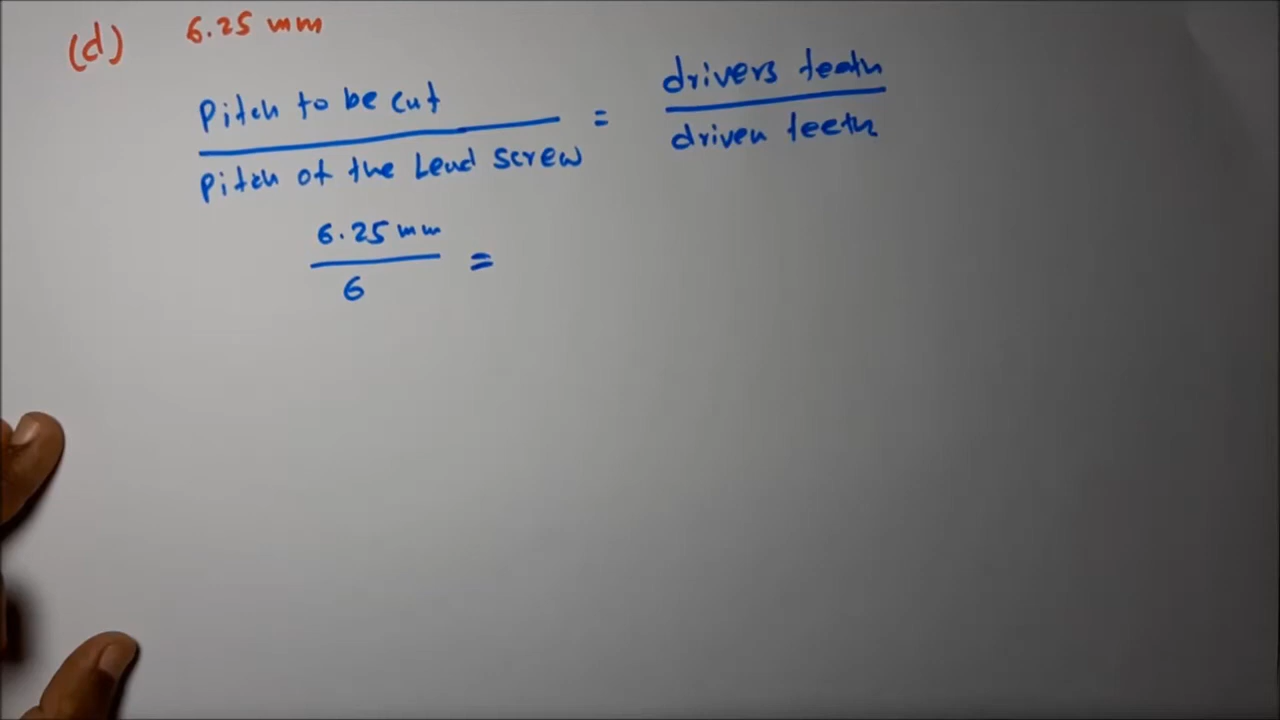 (d) 6.25 mm
Pitch to be cut / Pitch of the Lead screw = drivers teeth / driven teeth
6.25 mm / 6 =